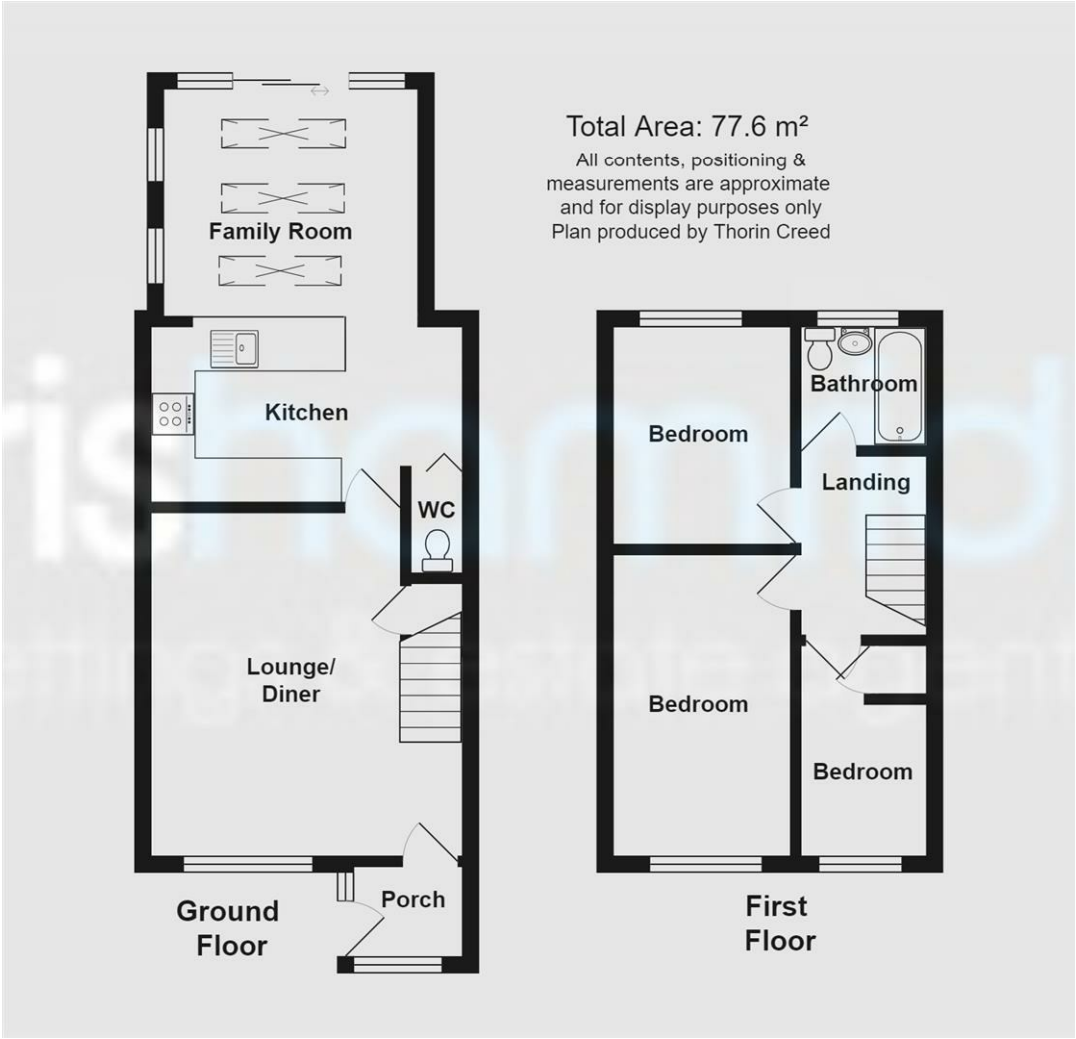 Total Area: 77.6 m²
All contents, positioning &
measurements are approximate
and for display purposes only
Plan produced by Thorin Creed
Family Room
Kitchen
WC
Lounge/
Diner
Porch
Ground
Floor
Bedroom
Bathroom
Landing
Bedroom
Bedroom
First
Floor